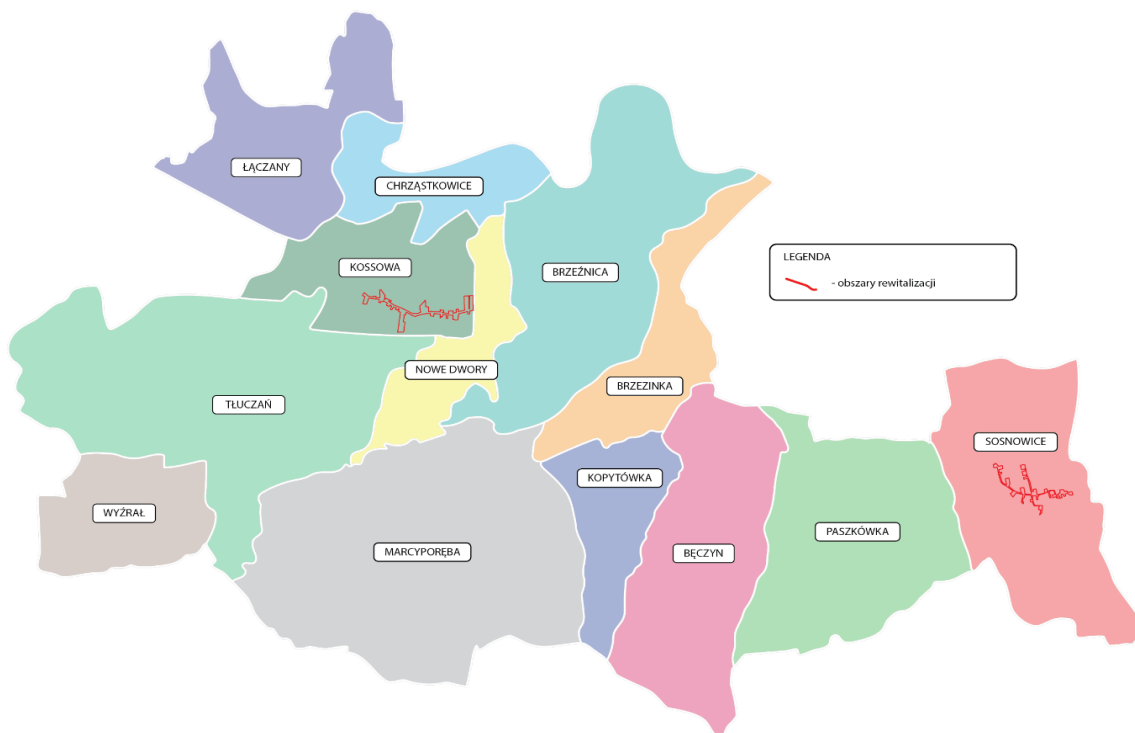 ŁĄCZANY
CHRZĄSTKOWICE
KOSSOWA
BRZEŹNICA
LEGENDA
- obszary rewitalizacji
NOWE DWORY
BRZEZINKA
TŁUCZAŃ
SOSNOWICE
KOPYTÓWKA
WYŹRAŁ
PASZKÓWKA
MARCYPORĘBA
BĘCZYN